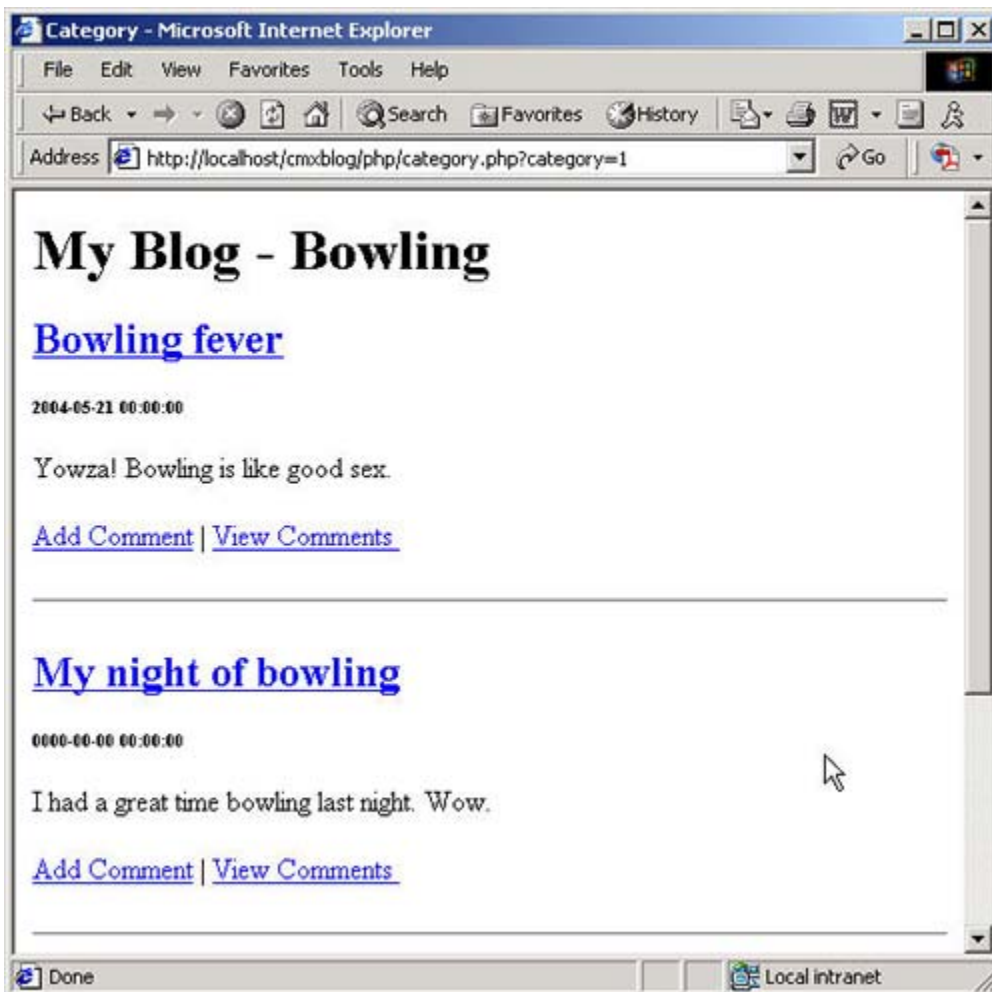 Category - Microsoft Internet Explorer
File Edit View Favorites Tools Help
Back Search Favorites History
Address http://localhost/cmxblog/php/category.php?category=1 Go
My Blog - Bowling
Bowling fever
2004-05-21 00:00:00
Yowza! Bowling is like good sex.
Add Comment | View Comments
My night of bowling
0000-00-00 00:00:00
I had a great time bowling last night. Wow.
Add Comment | View Comments
Done Local intranet